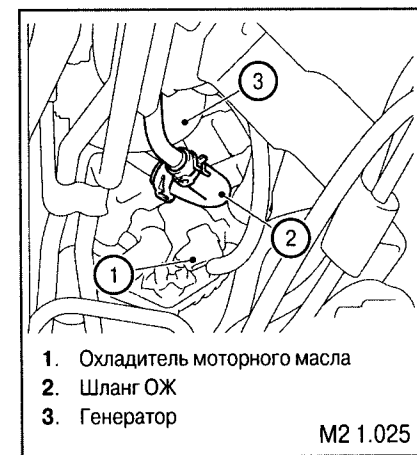 3
2
1
1. Охладитель моторного масла
2. Шланг ОЖ
3. Генератор
M2 1.025